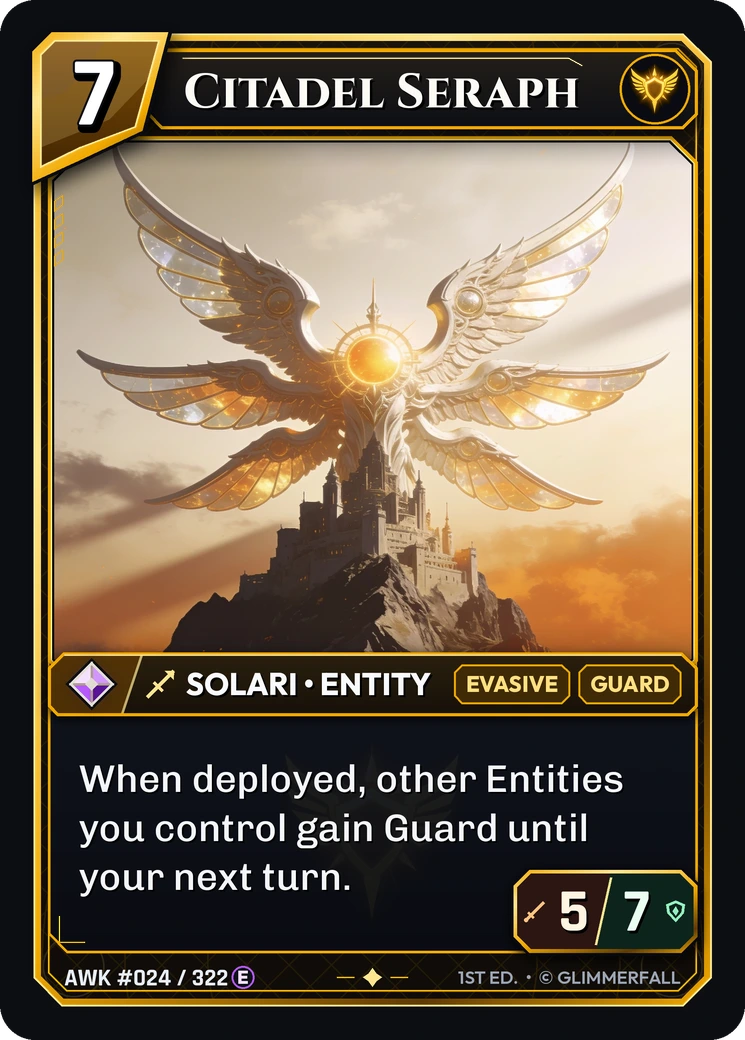 7
CITADEL SERAPH
SOLARI • ENTITY
EVASIVE
GUARD
When deployed, other Entities
you control gain Guard until
your next turn.
5/7
AWK #024 / 322 E
1ST ED. • © GLIMMERFALL